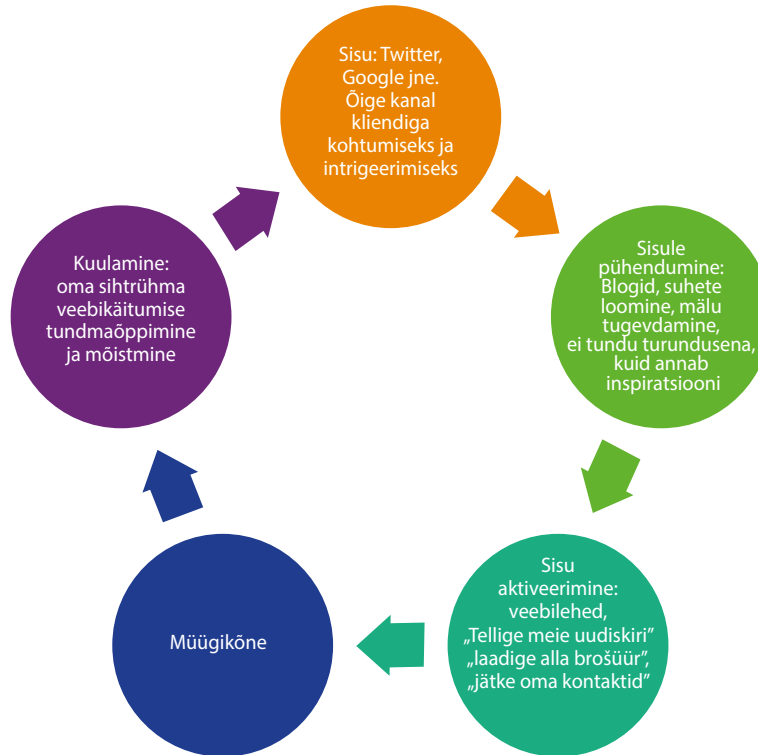 Sisu: Twitter,
Google jne.
Õige kanal
kliendiga
kohtumiseks ja
intrigeerimiseks
Sisule
pühendumine:
Blogid, suhete
loomine, mälu
tugevdamine,
ei tundu turundusena,
kuid annab
inspiratsiooni
Sisu
aktiveerimine:
veebilehed,
„Tellige meie uudiskiri”
„laadige alla brošüür”,
„jätke oma kontaktid”
Müügikõne
Kuulamine:
oma sihtrühma
veebikäitumise
tundmaõppimine
ja mõistmine